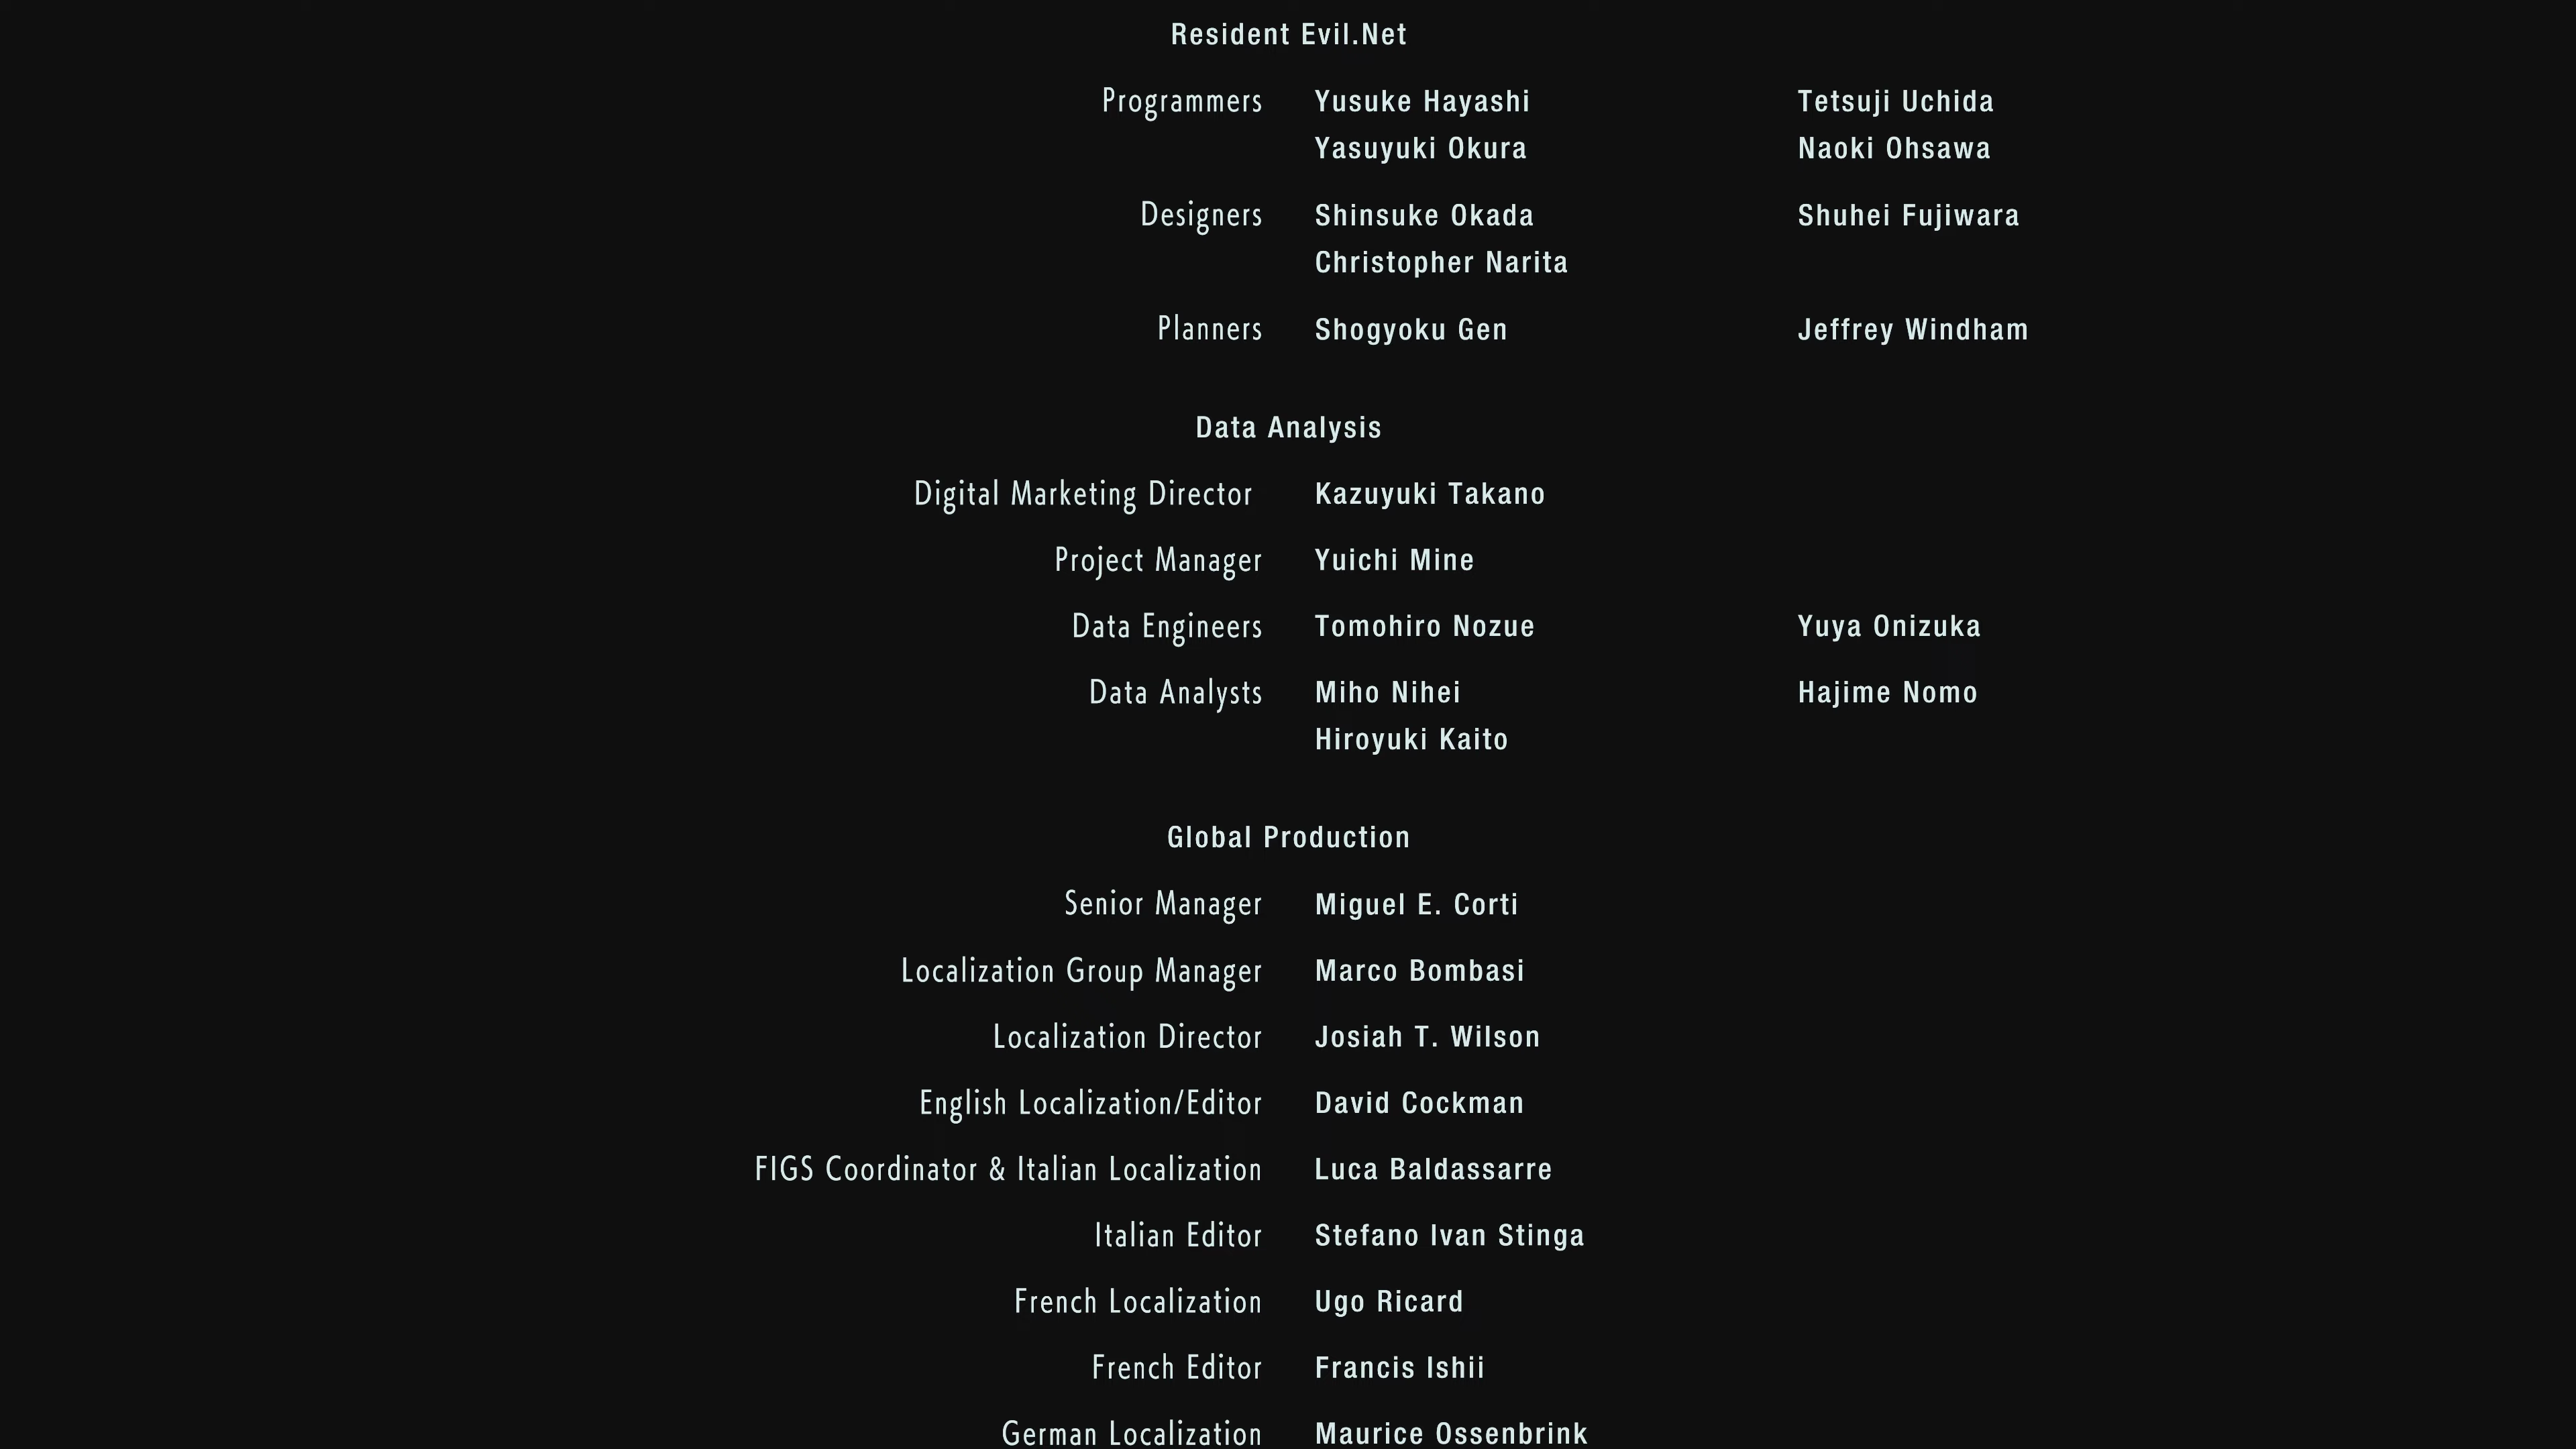 Resident Evil.Net
Programmers Yusuke Hayashi Tetsuji Uchida
Yasuyuki Okura Naoki Ohsawa
Designers Shinsuke Okada Shuhei Fujiwara
Christopher Narita
Planners Shogyoku Gen Jeffrey Windham
Data Analysis
Digital Marketing Director Kazuyuki Takano
Project Manager Yuichi Mine
Data Engineers Tomohiro Nozue Yuya Onizuka
Data Analysts Miho Nihei Hajime Nomo
Hiroyuki Kaito
Global Production
Senior Manager Miguel E. Corti
Localization Group Manager Marco Bombasi
Localization Director Josiah T. Wilson
English Localization/Editor David Cockman
FIGS Coordinator & Italian Localization Luca Baldassarre
Italian Editor Stefano Ivan Stinga
French Localization Ugo Ricard
French Editor Francis Ishii
German Localization Maurice Ossenbrink